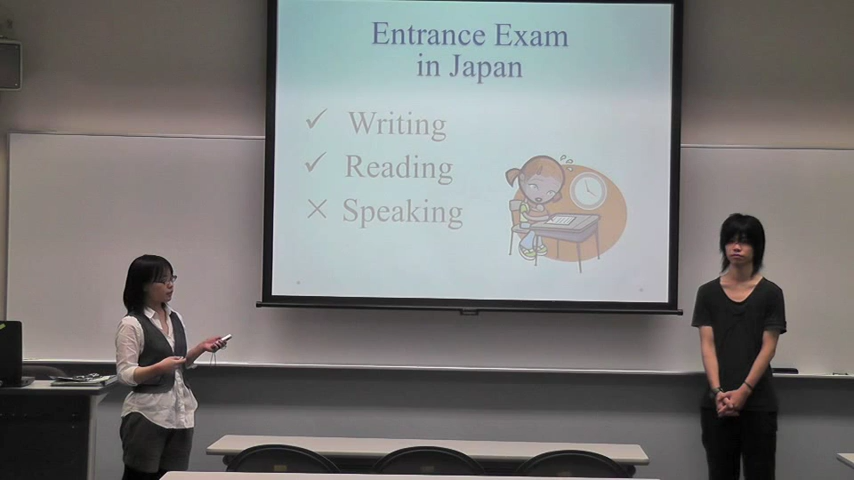 Entrance Exam
in Japan
✓ Writing
✓ Reading
× Speaking